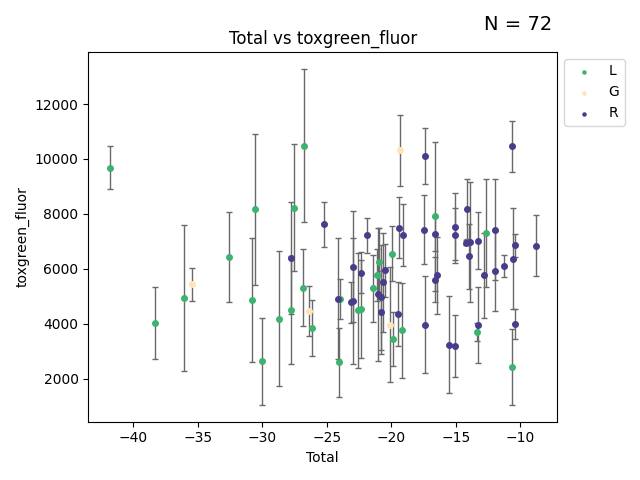 N = 72
Total vs toxgreen_fluor
toxgreen_fluor
12000
10000
8000
6000
4000
2000
−40 −35 −30 −25 −20 −15 −10
Total
L
G
R